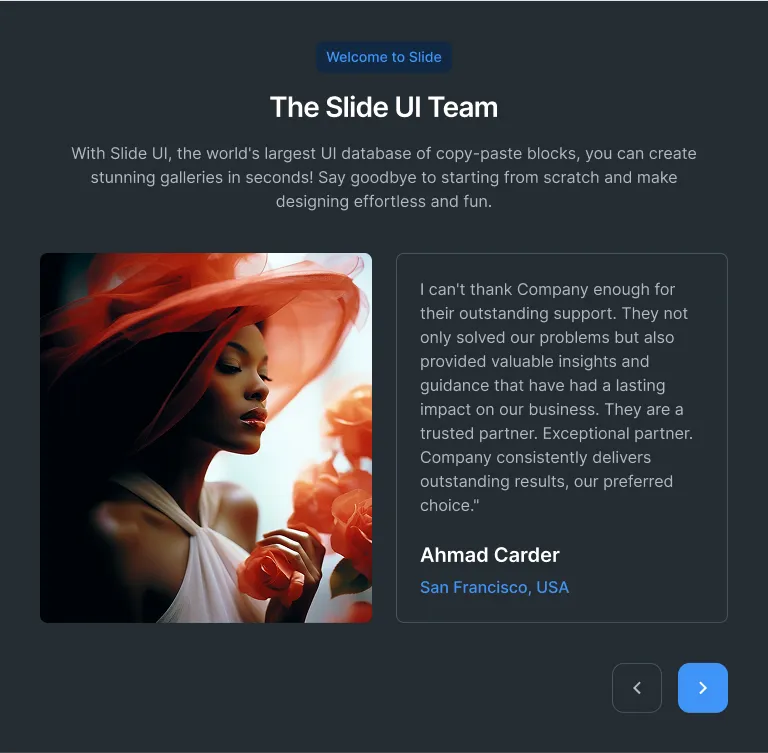 Welcome to Slide
The Slide UI Team
With Slide UI, the world's largest UI database of copy-paste blocks, you can create
stunning galleries in seconds! Say goodbye to starting from scratch and make
designing effortless and fun.
I can't thank Company enough for
their outstanding support. They not
only solved our problems but also
provided valuable insights and
guidance that have had a lasting
impact on our business. They are a
trusted partner. Exceptional partner.
Company consistently delivers
outstanding results, our preferred
choice."
Ahmad Carder
San Francisco, USA